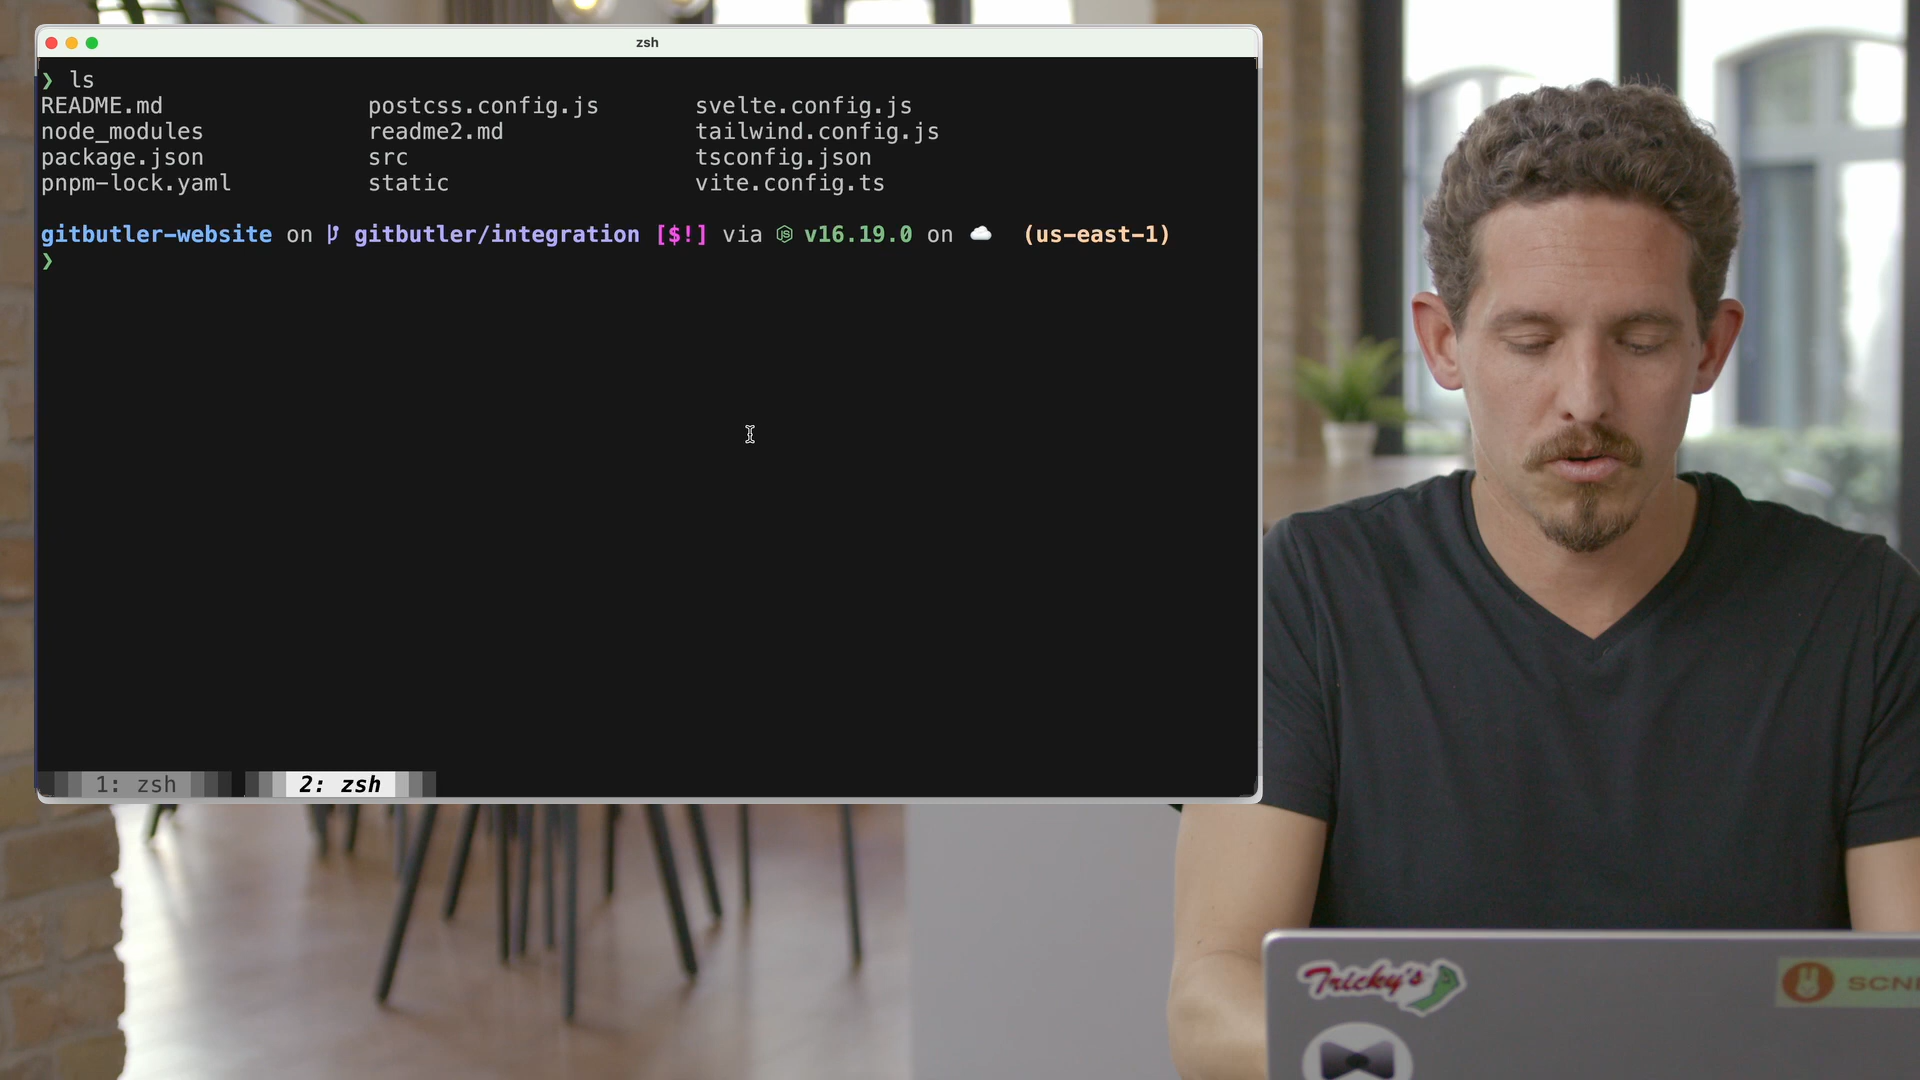 zsh
❯ ls
README.md postcss.config.js svelte.config.js
node_modules readme2.md tailwind.config.js
package.json src tsconfig.json
pnpm-lock.yaml static vite.config.ts
gitbutler-website on gitbutler/integration [$!] via v16.19.0 on (us-east-1)
❯
1: zsh 2: zsh
Tricky's